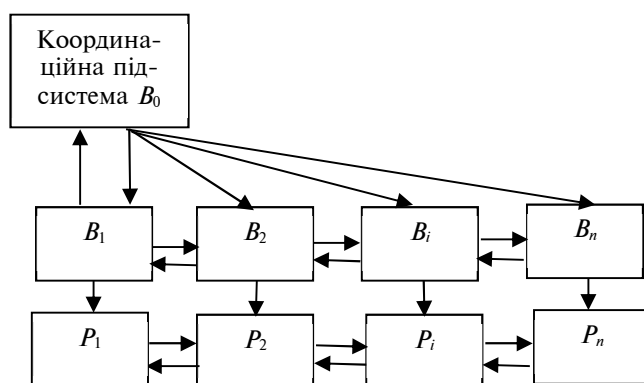 Координа-
ційна під-
система B₀
B₁ B₂ Bᵢ Bₙ
P₁ P₂ Pᵢ Pₙ